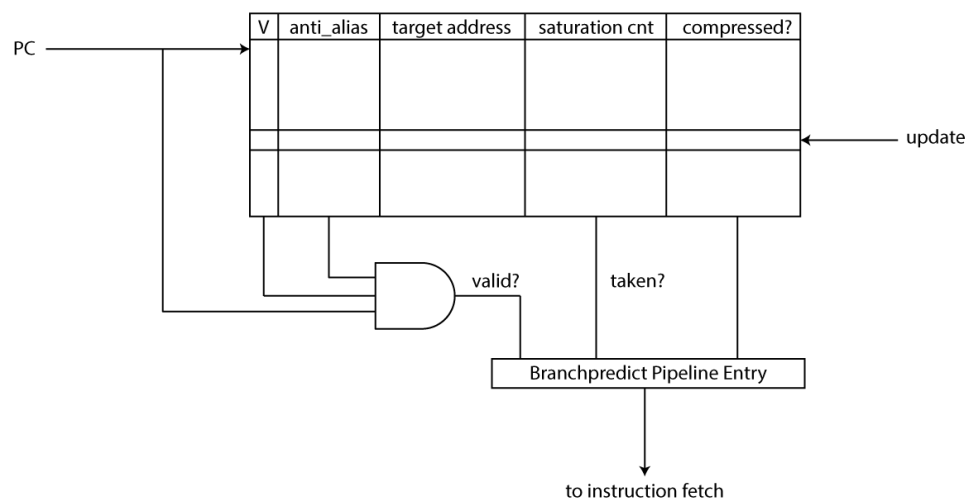 V anti_alias target address saturation cnt compressed?
PC
update
valid?
taken?
Branchpredict Pipeline Entry
to instruction fetch